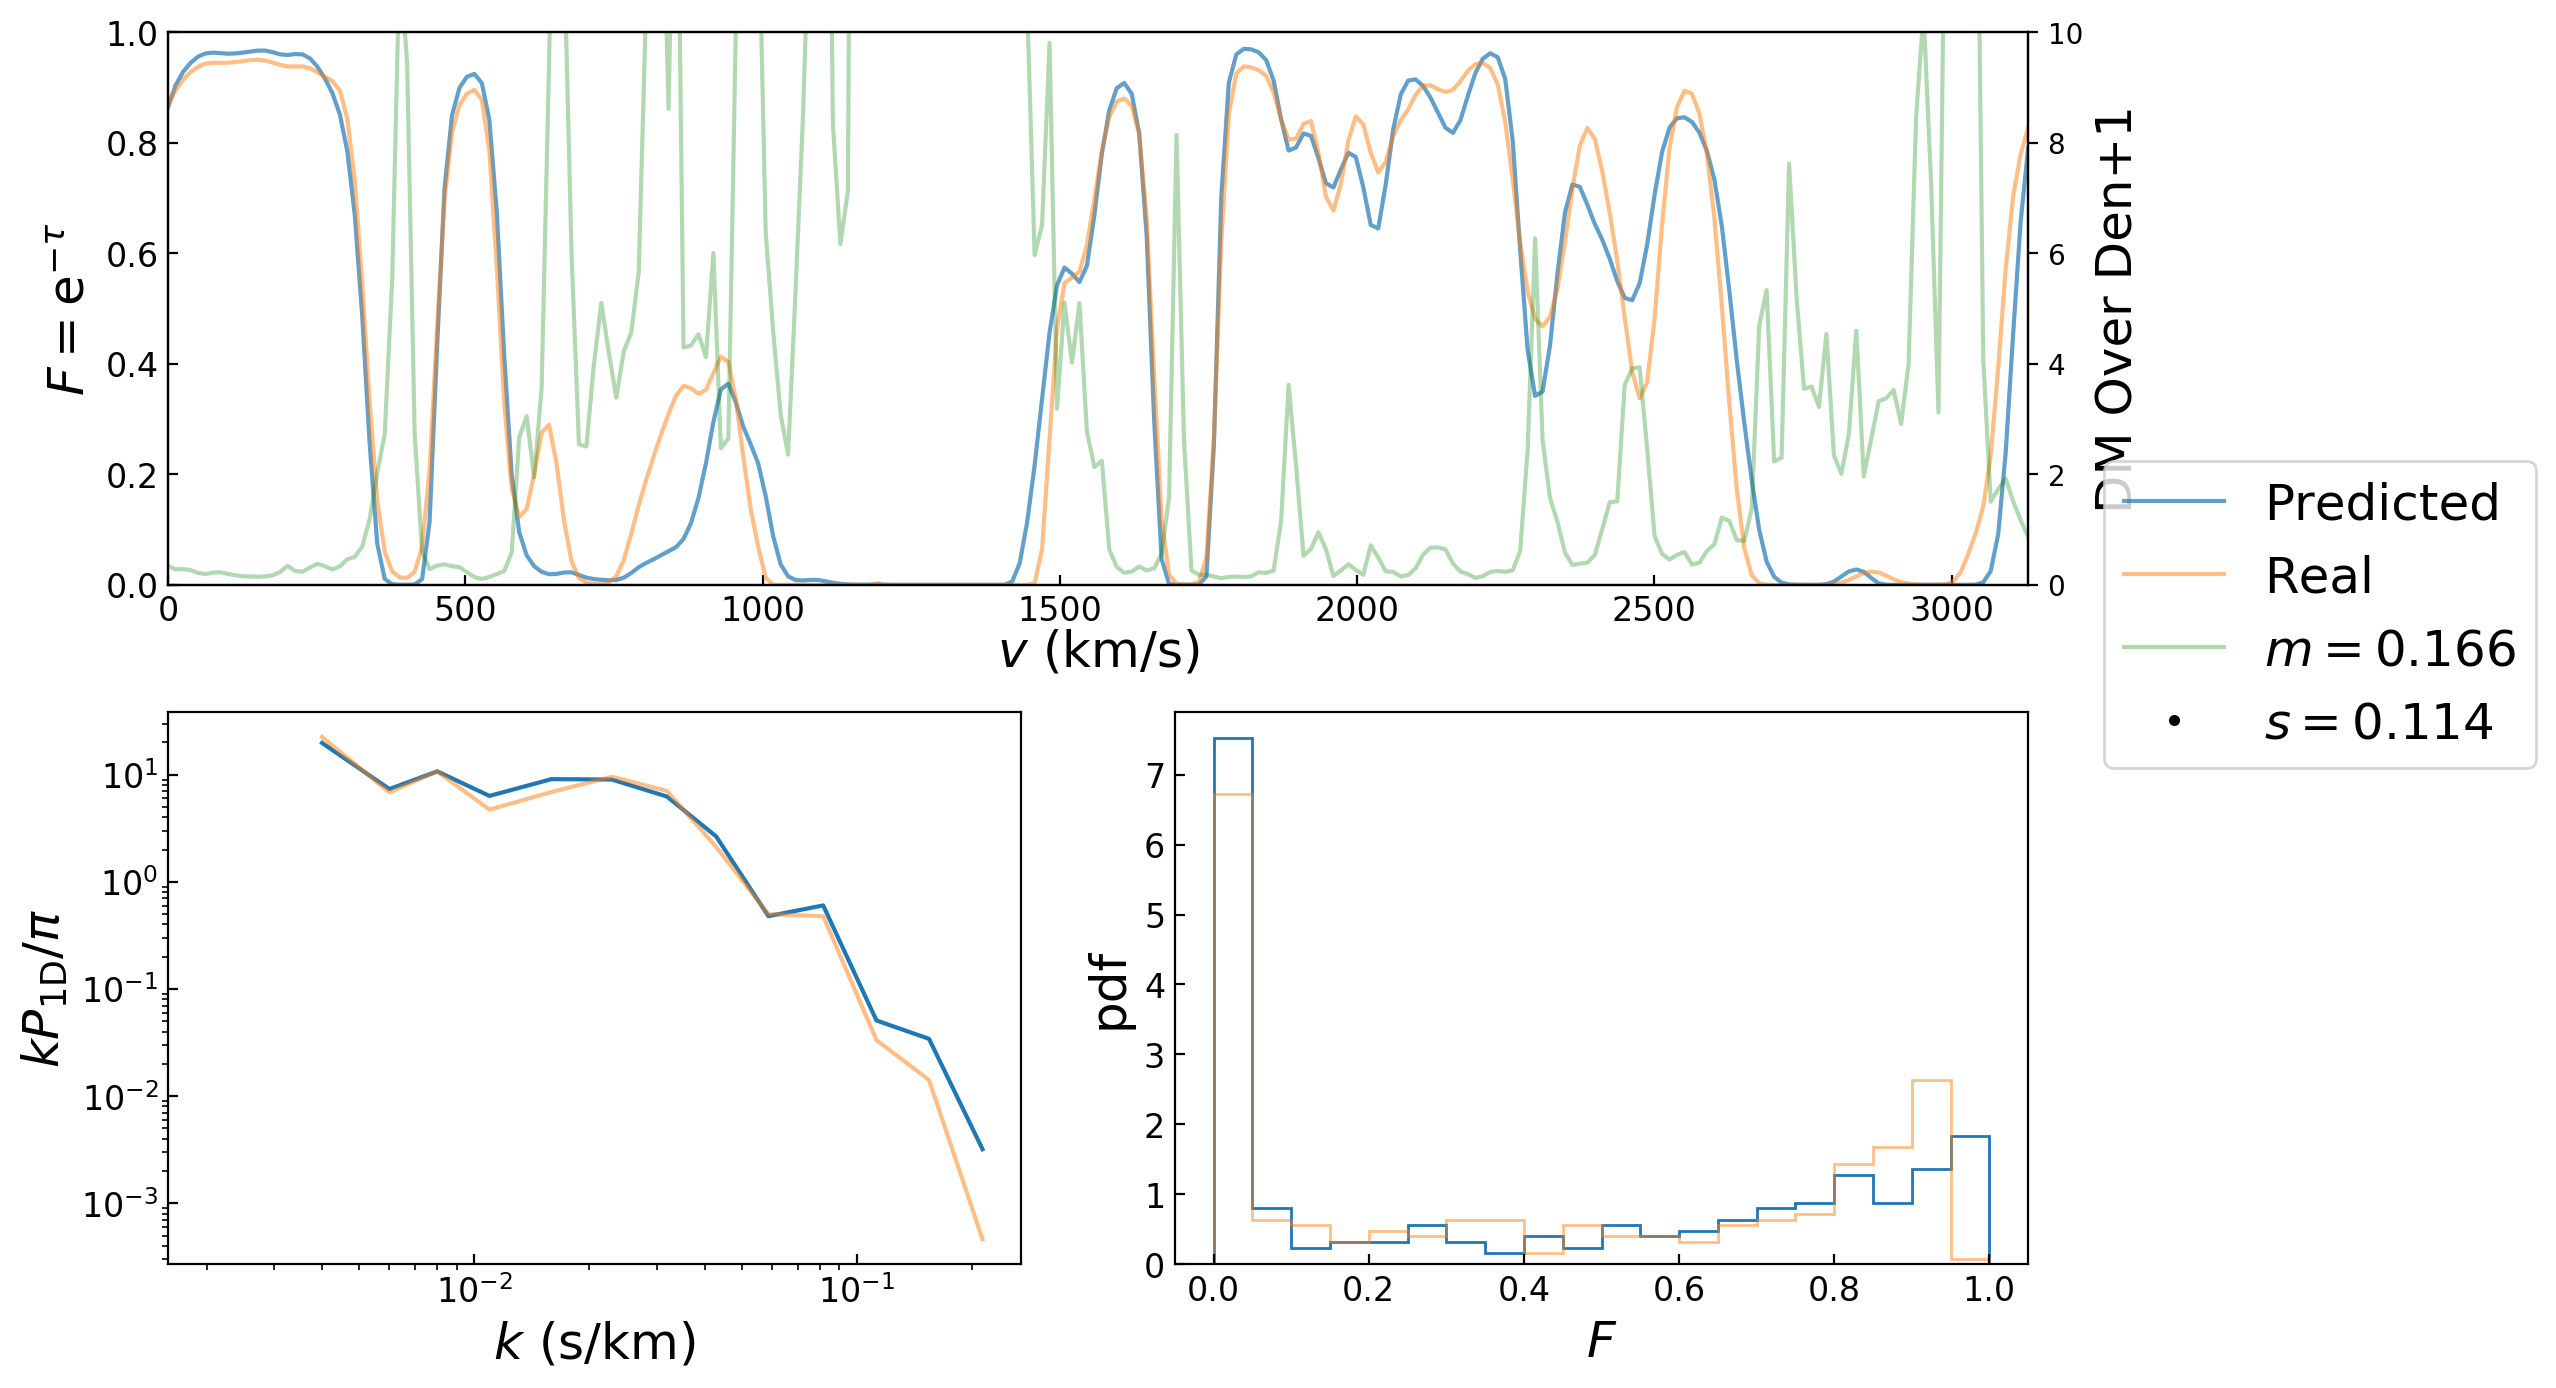 1.0
0.8
0.6
0.4
0.2
0.0
F = e^{−τ}
0 500 1000 1500 2000 2500 3000
v (km/s)
10
8
6
4
2
0
DM Over Den+1
Predicted
Real
m = 0.166
s = 0.114
10^1
10^0
10^{−1}
10^{−2}
10^{−3}
kP_{1D}/π
10^{−2} 10^{−1}
k (s/km)
7
6
5
4
3
2
1
0
pdf
0.0 0.2 0.4 0.6 0.8 1.0
F